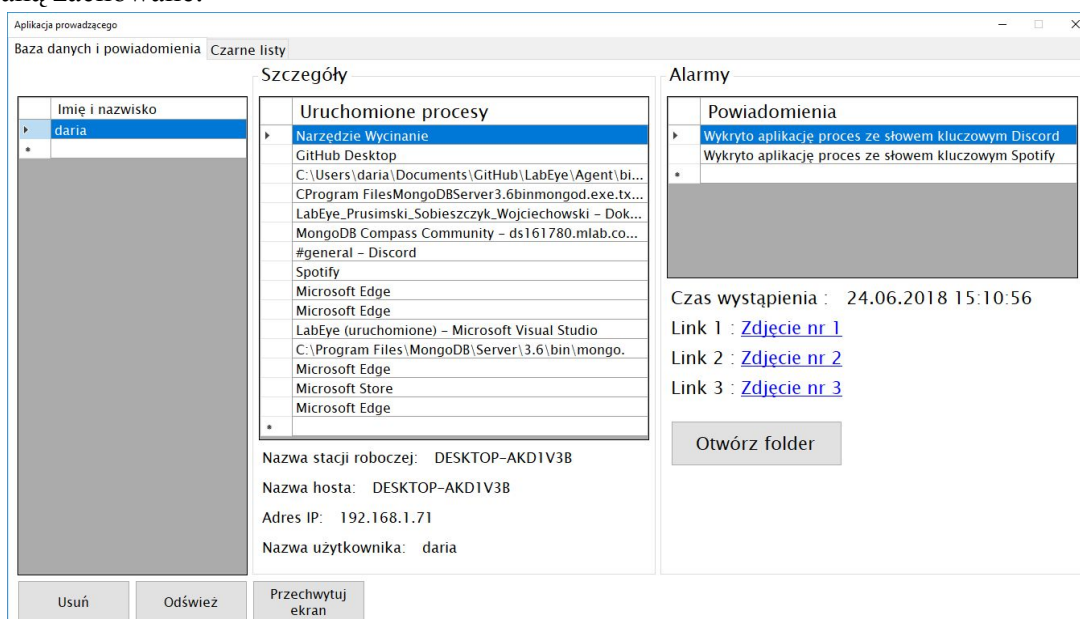 zachowane.
Aplikacja prowadzącego
Baza danych i powiadomienia Czarne listy
Imię i nazwisko
daria
Szczegóły
Uruchomione procesy
Narzędzie Wycinanie
GitHub Desktop
C:\Users\daria\Documents\GitHub\LabEye\Agent\bi...
CProgram FilesMongoDBServer3.6binmongod.exe.tx...
LabEye_Prusimski_Sobieszczyk_Wojciechowski – Dok...
MongoDB Compass Community – ds161780.mlab.co...
#general – Discord
Spotify
Microsoft Edge
Microsoft Edge
LabEye (uruchomione) – Microsoft Visual Studio
C:\Program Files\MongoDB\Server\3.6\bin\mongo.
Microsoft Edge
Microsoft Store
Microsoft Edge
Nazwa stacji roboczej: DESKTOP-AKD1V3B
Nazwa hosta: DESKTOP-AKD1V3B
Adres IP: 192.168.1.71
Nazwa użytkownika: daria
Alarmy
Powiadomienia
Wykryto aplikację proces ze słowem kluczowym Discord
Wykryto aplikację proces ze słowem kluczowym Spotify
Czas wystąpienia : 24.06.2018 15:10:56
Link 1 : Zdjęcie nr 1
Link 2 : Zdjęcie nr 2
Link 3 : Zdjęcie nr 3
Otwórz folder
Usuń
Odśwież
Przechwytuj
ekran